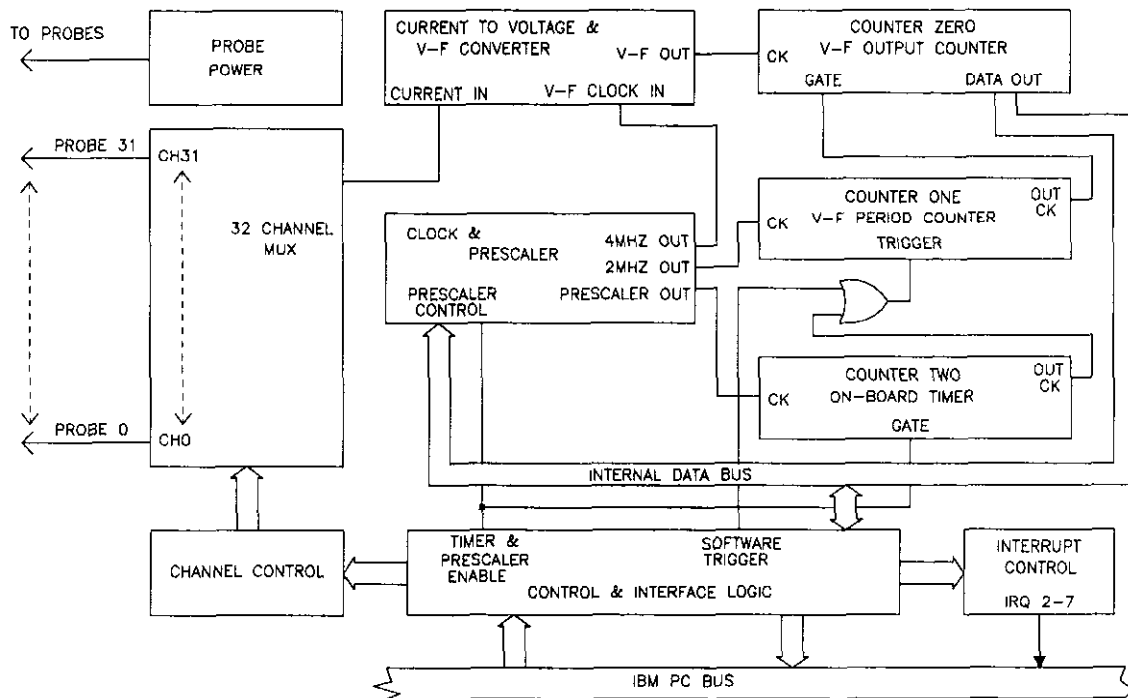 TO PROBES
PROBE
POWER
CURRENT TO VOLTAGE &
V-F CONVERTER
V-F OUT
CURRENT IN
V-F CLOCK IN
COUNTER ZERO
V-F OUTPUT COUNTER
CK
GATE
DATA OUT
PROBE 31
CH31
32 CHANNEL
MUX
PROBE 0
CH0
CLOCK &
PRESCALER
4MHZ OUT
2MHZ OUT
PRESCALER OUT
PRESCALER
CONTROL
COUNTER ONE
V-F PERIOD COUNTER
CK
TRIGGER
OUT
CK
COUNTER TWO
ON-BOARD TIMER
CK
GATE
OUT
CK
INTERNAL DATA BUS
CHANNEL CONTROL
TIMER &
PRESCALER
ENABLE
SOFTWARE
TRIGGER
CONTROL & INTERFACE LOGIC
INTERRUPT
CONTROL
IRQ 2-7
IBM PC BUS